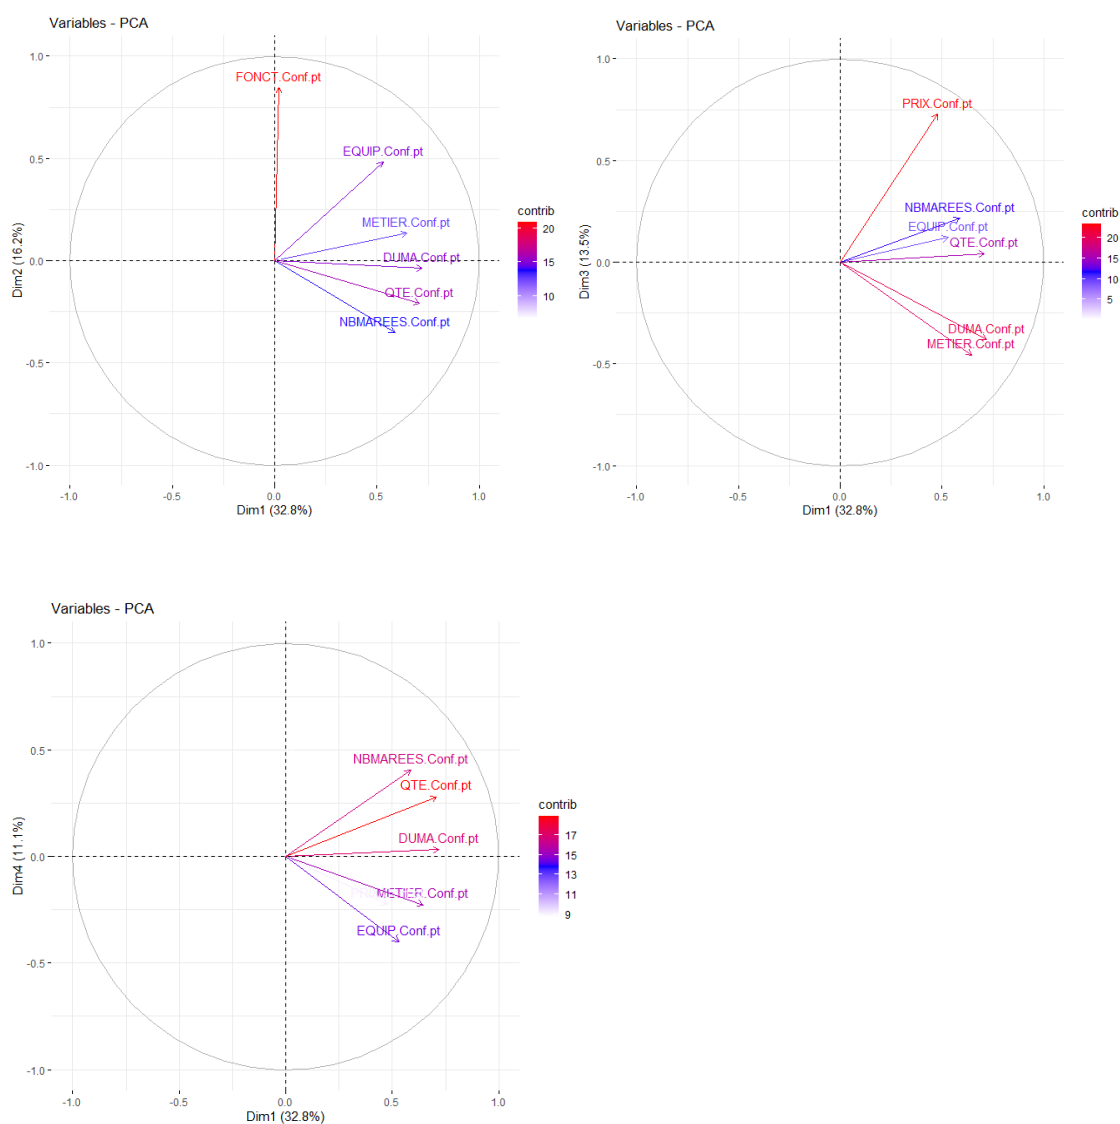 Variables - PCA
1.0
0.5
0.0
-0.5
-1.0
Dim2 (16.2%)
FONCT.Conf.pt
EQUIP.Conf.pt
METIER.Conf.pt
DUMA.Conf.pt
QTE.Conf.pt
NBMAREES.Conf.pt
-1.0 -0.5 0.0 0.5 1.0
Dim1 (32.8%)
contrib
20
15
10
Variables - PCA
1.0
0.5
0.0
-0.5
-1.0
Dim3 (13.5%)
PRIX.Conf.pt
NBMAREES.Conf.pt
EQUIP.Conf.pt
QTE.Conf.pt
DUMA.Conf.pt
METIER.Conf.pt
-1.0 -0.5 0.0 0.5 1.0
Dim1 (32.8%)
contrib
20
15
10
5
Variables - PCA
1.0
0.5
0.0
-0.5
-1.0
Dim4 (11.1%)
NBMAREES.Conf.pt
QTE.Conf.pt
DUMA.Conf.pt
METIER.Conf.pt
EQUIP.Conf.pt
-1.0 -0.5 0.0 0.5 1.0
Dim1 (32.8%)
contrib
17
15
13
11
9